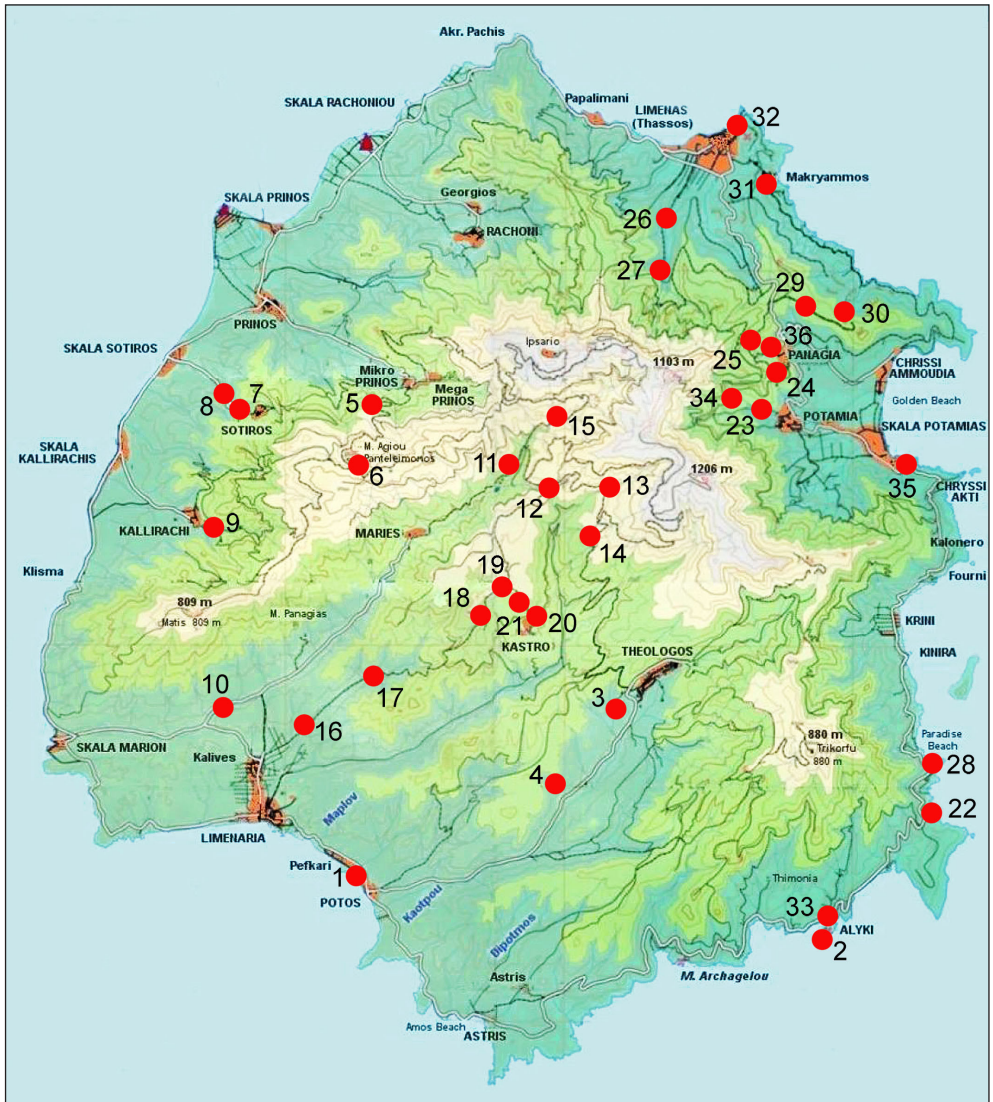 Akr. Pachis
SKALA RACHONIOU
Papalimani
LIMENAS
(Thassos)
32
Makryammos
31
Georgios
SKALA PRINOS
RACHONI
26
27
29
30
PRINOS
Ipsario
1103 m
36
25
PANAGIA
SKALA SOTIROS
CHRISSI
AMMOUDIA
24
Mikro
PRINOS
Mega
PRINOS
8
7
5
34
23
Golden Beach
SOTIROS
15
POTAMIA
SKALA POTAMIAS
SKALA
KALLIRACHIS
M. Agiou
Panteleimonos
6
11
12
13
1206 m
35
CHRYSSI
AKTI
KALLIRACHI
9
MARIES
14
Kalonero
Klisma
Fourni
19
809 m
Matis 809 m.
M. Panagias
18
21
20
KASTRO
KRINI
THEOLOGOS
KINIRA
10
17
3
16
SKALA MARION
Kalives
880 m
Trikorfu
880 m
Paradise
Beach
28
4
22
Maplov
LIMENARIA
Pefkari
1
POTOS
Kaotpou
Thimonia
33
ALYKI
2
Dipotmos
M. Archagelou
Astris
Amos Beach
ASTRIS